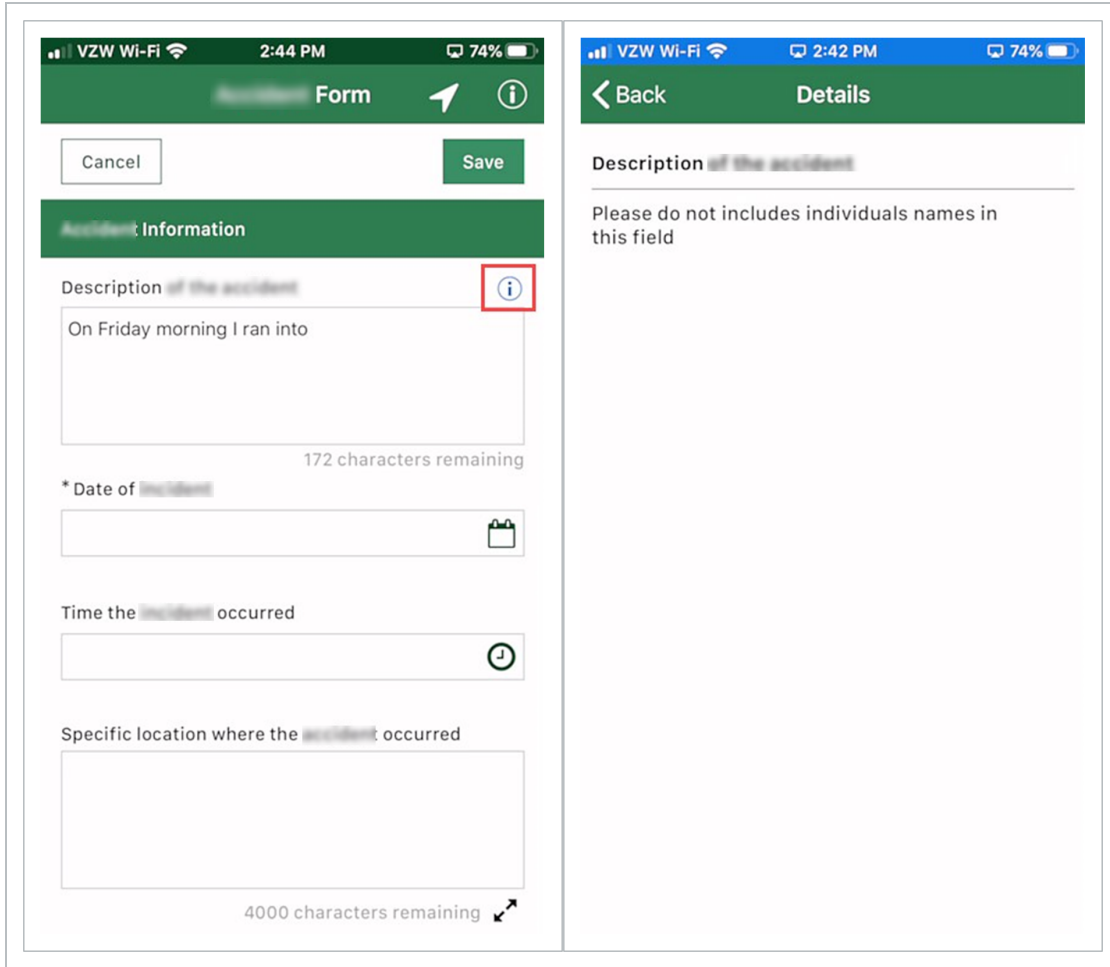 VZW Wi-Fi 2:44 PM 74%
Form
Cancel Save
Information
Description
On Friday morning I ran into
172 characters remaining
* Date of
Time the occurred
Specific location where the occurred
4000 characters remaining
VZW Wi-Fi 2:42 PM 74%
Back Details
Description
Please do not includes individuals names in
this field